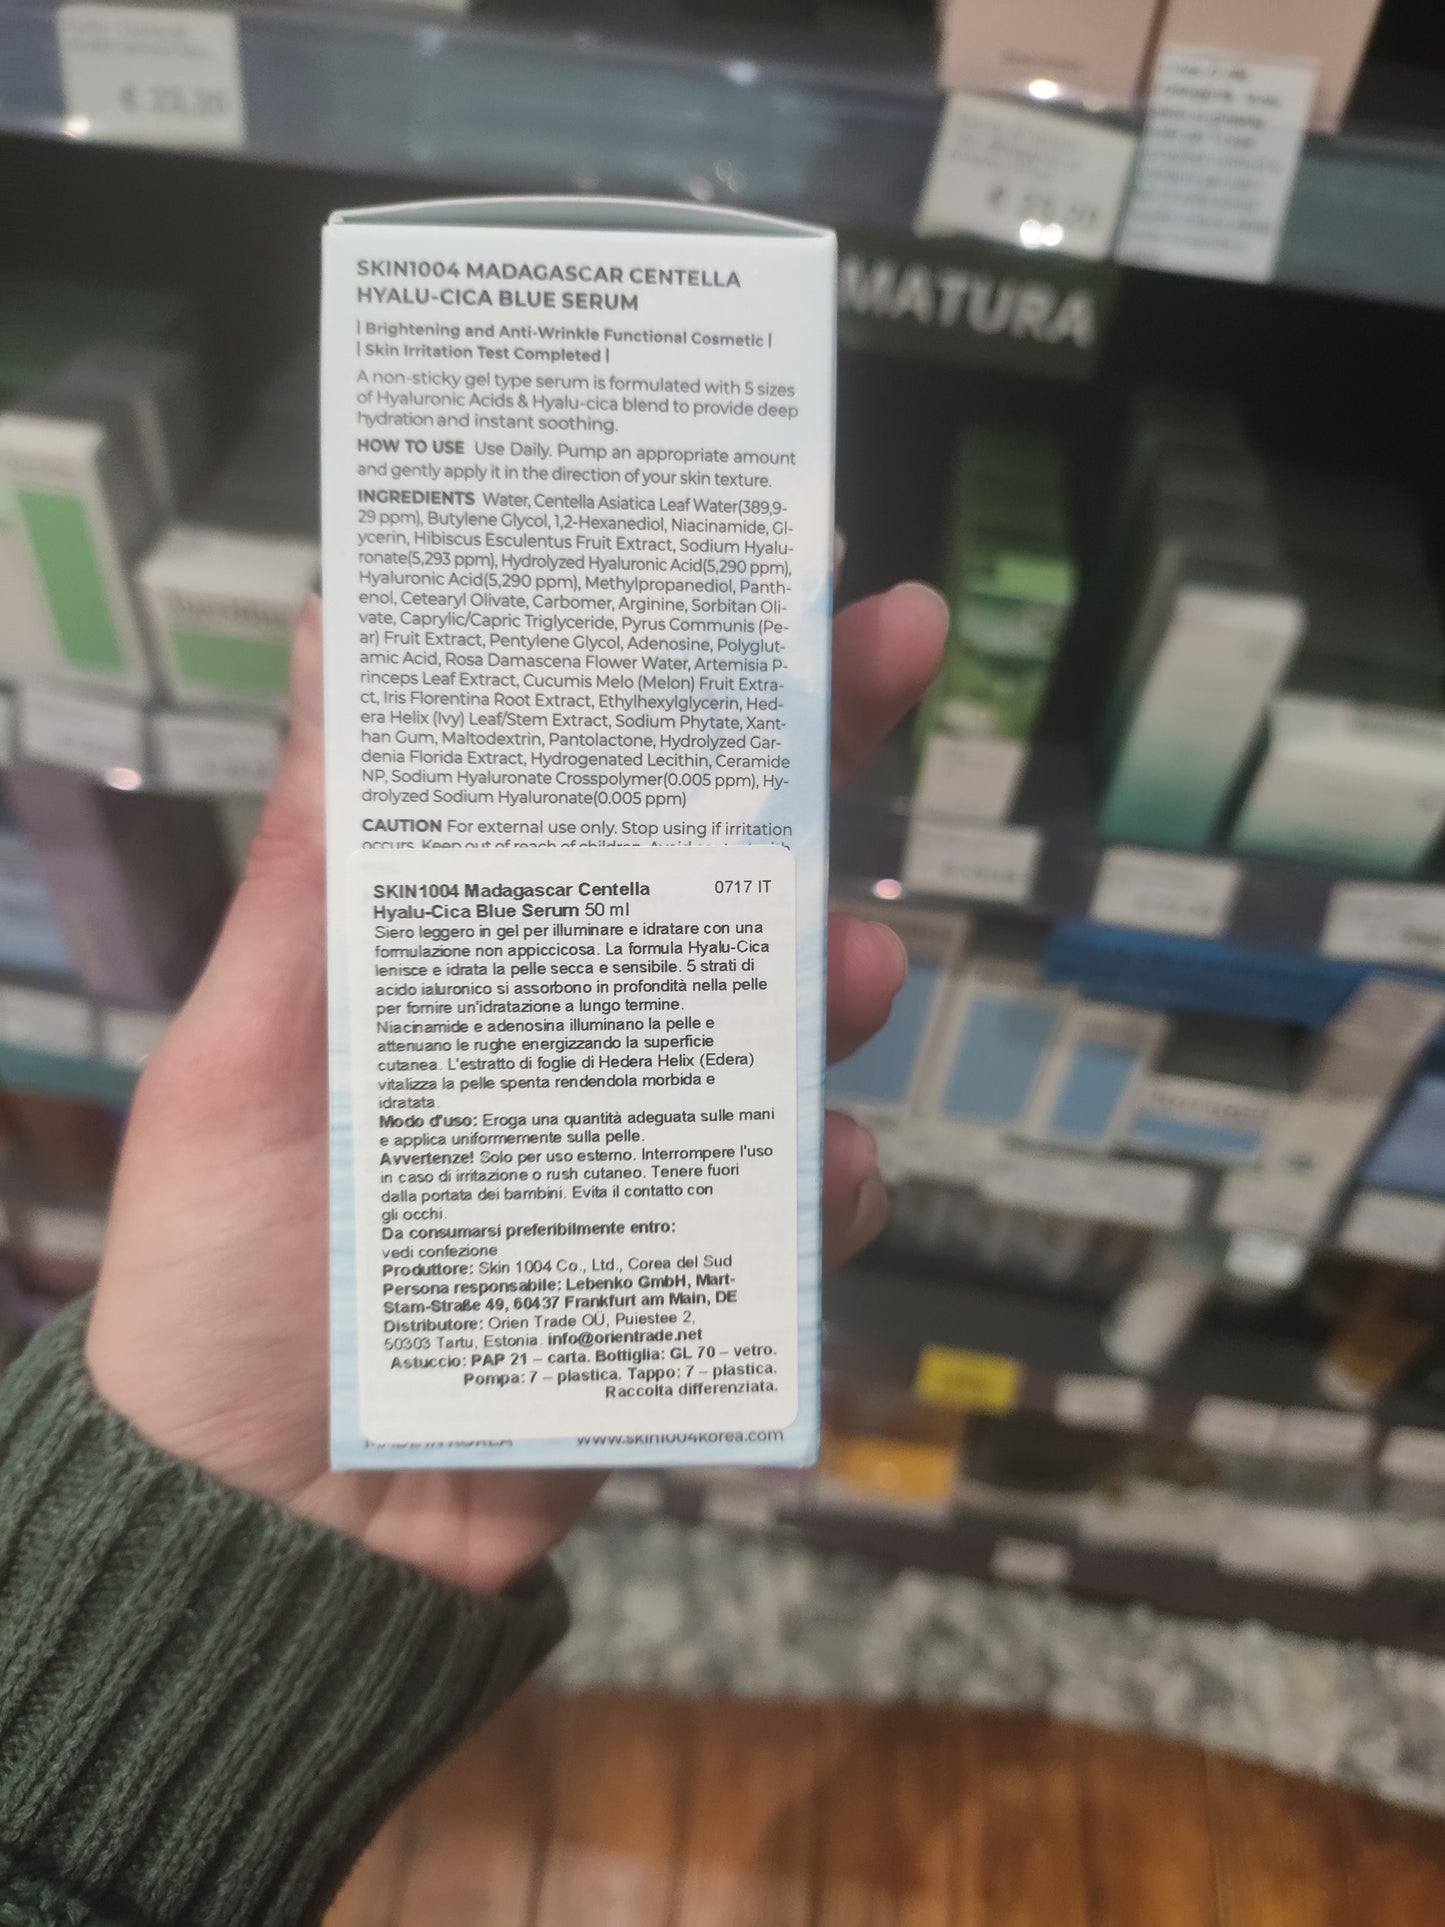 € 23,20
MATURA
SKIN1004 MADAGASCAR CENTELLA
HYALU-CICA BLUE SERUM
| Brightening and Anti-Wrinkle Functional Cosmetic |
| Skin Irritation Test Completed |
A non-sticky gel type serum is formulated with 5 sizes
of Hyaluronic Acids & Hyalu-cica blend to provide deep
hydration and instant soothing.
HOW TO USE Use Daily. Pump an appropriate amount
and gently apply it in the direction of your skin texture.
INGREDIENTS Water, Centella Asiatica Leaf Water(389,9-
29 ppm), Butylene Glycol, 1,2-Hexanediol, Niacinamide, Gl-
ycerin, Hibiscus Esculentus Fruit Extract, Sodium Hyalu-
ronate(5,293 ppm), Hydrolyzed Hyaluronic Acid(5,290 ppm),
Hyaluronic Acid(5,290 ppm), Methylpropanediol, Panth-
enol, Cetearyl Olivate, Carbomer, Arginine, Sorbitan Oli-
vate, Caprylic/Capric Triglyceride, Pyrus Communis (Pe-
ar) Fruit Extract, Pentylene Glycol, Adenosine, Polyglut-
amic Acid, Rosa Damascena Flower Water, Artemisia P-
rinceps Leaf Extract, Cucumis Melo (Melon) Fruit Extra-
ct, Iris Florentina Root Extract, Ethylhexylglycerin, Hed-
era Helix (Ivy) Leaf/Stem Extract, Sodium Phytate, Xant-
han Gum, Maltodextrin, Pantolactone, Hydrolyzed Gar-
denia Florida Extract, Hydrogenated Lecithin, Ceramide
NP, Sodium Hyaluronate Crosspolymer(0.005 ppm), Hy-
drolyzed Sodium Hyaluronate(0.005 ppm)
CAUTION For external use only. Stop using if irritation
occurs. Keep out of reach of children. Avoid contact with
SKIN1004 Madagascar Centella 0717 IT
Hyalu-Cica Blue Serum 50 ml
Siero leggero in gel per illuminare e idratare con una
formulazione non appiccicosa. La formula Hyalu-Cica
lenisce e idrata la pelle secca e sensibile. 5 strati di
acido ialuronico si assorbono in profondità nella pelle
per fornire un'idratazione a lungo termine.
Niacinamide e adenosina illuminano la pelle e
attenuano le rughe energizzando la superficie
cutanea. L'estratto di foglie di Hedera Helix (Edera)
vitalizza la pelle spenta rendendola morbida e
idratata.
Modo d'uso: Eroga una quantità adeguata sulle mani
e applica uniformemente sulla pelle.
Avvertenze! Solo per uso esterno. Interrompere l'uso
in caso di irritazione o rush cutaneo. Tenere fuori
dalla portata dei bambini. Evita il contatto con
gli occhi.
Da consumarsi preferibilmente entro:
vedi confezione
Produttore: Skin 1004 Co., Ltd., Corea del Sud
Persona responsabile: Lebenko GmbH, Mart-
Stam-Straße 49, 60437 Frankfurt am Main, DE
Distributore: Orien Trade OÜ, Puiestee 2,
50303 Tartu, Estonia. info@orientrade.net
Astuccio: PAP 21 – carta. Bottiglia: GL 70 – vetro.
Pompa: 7 – plastica. Tappo: 7 – plastica.
Raccolta differenziata.
MADE IN KOREA www.skin1004korea.com